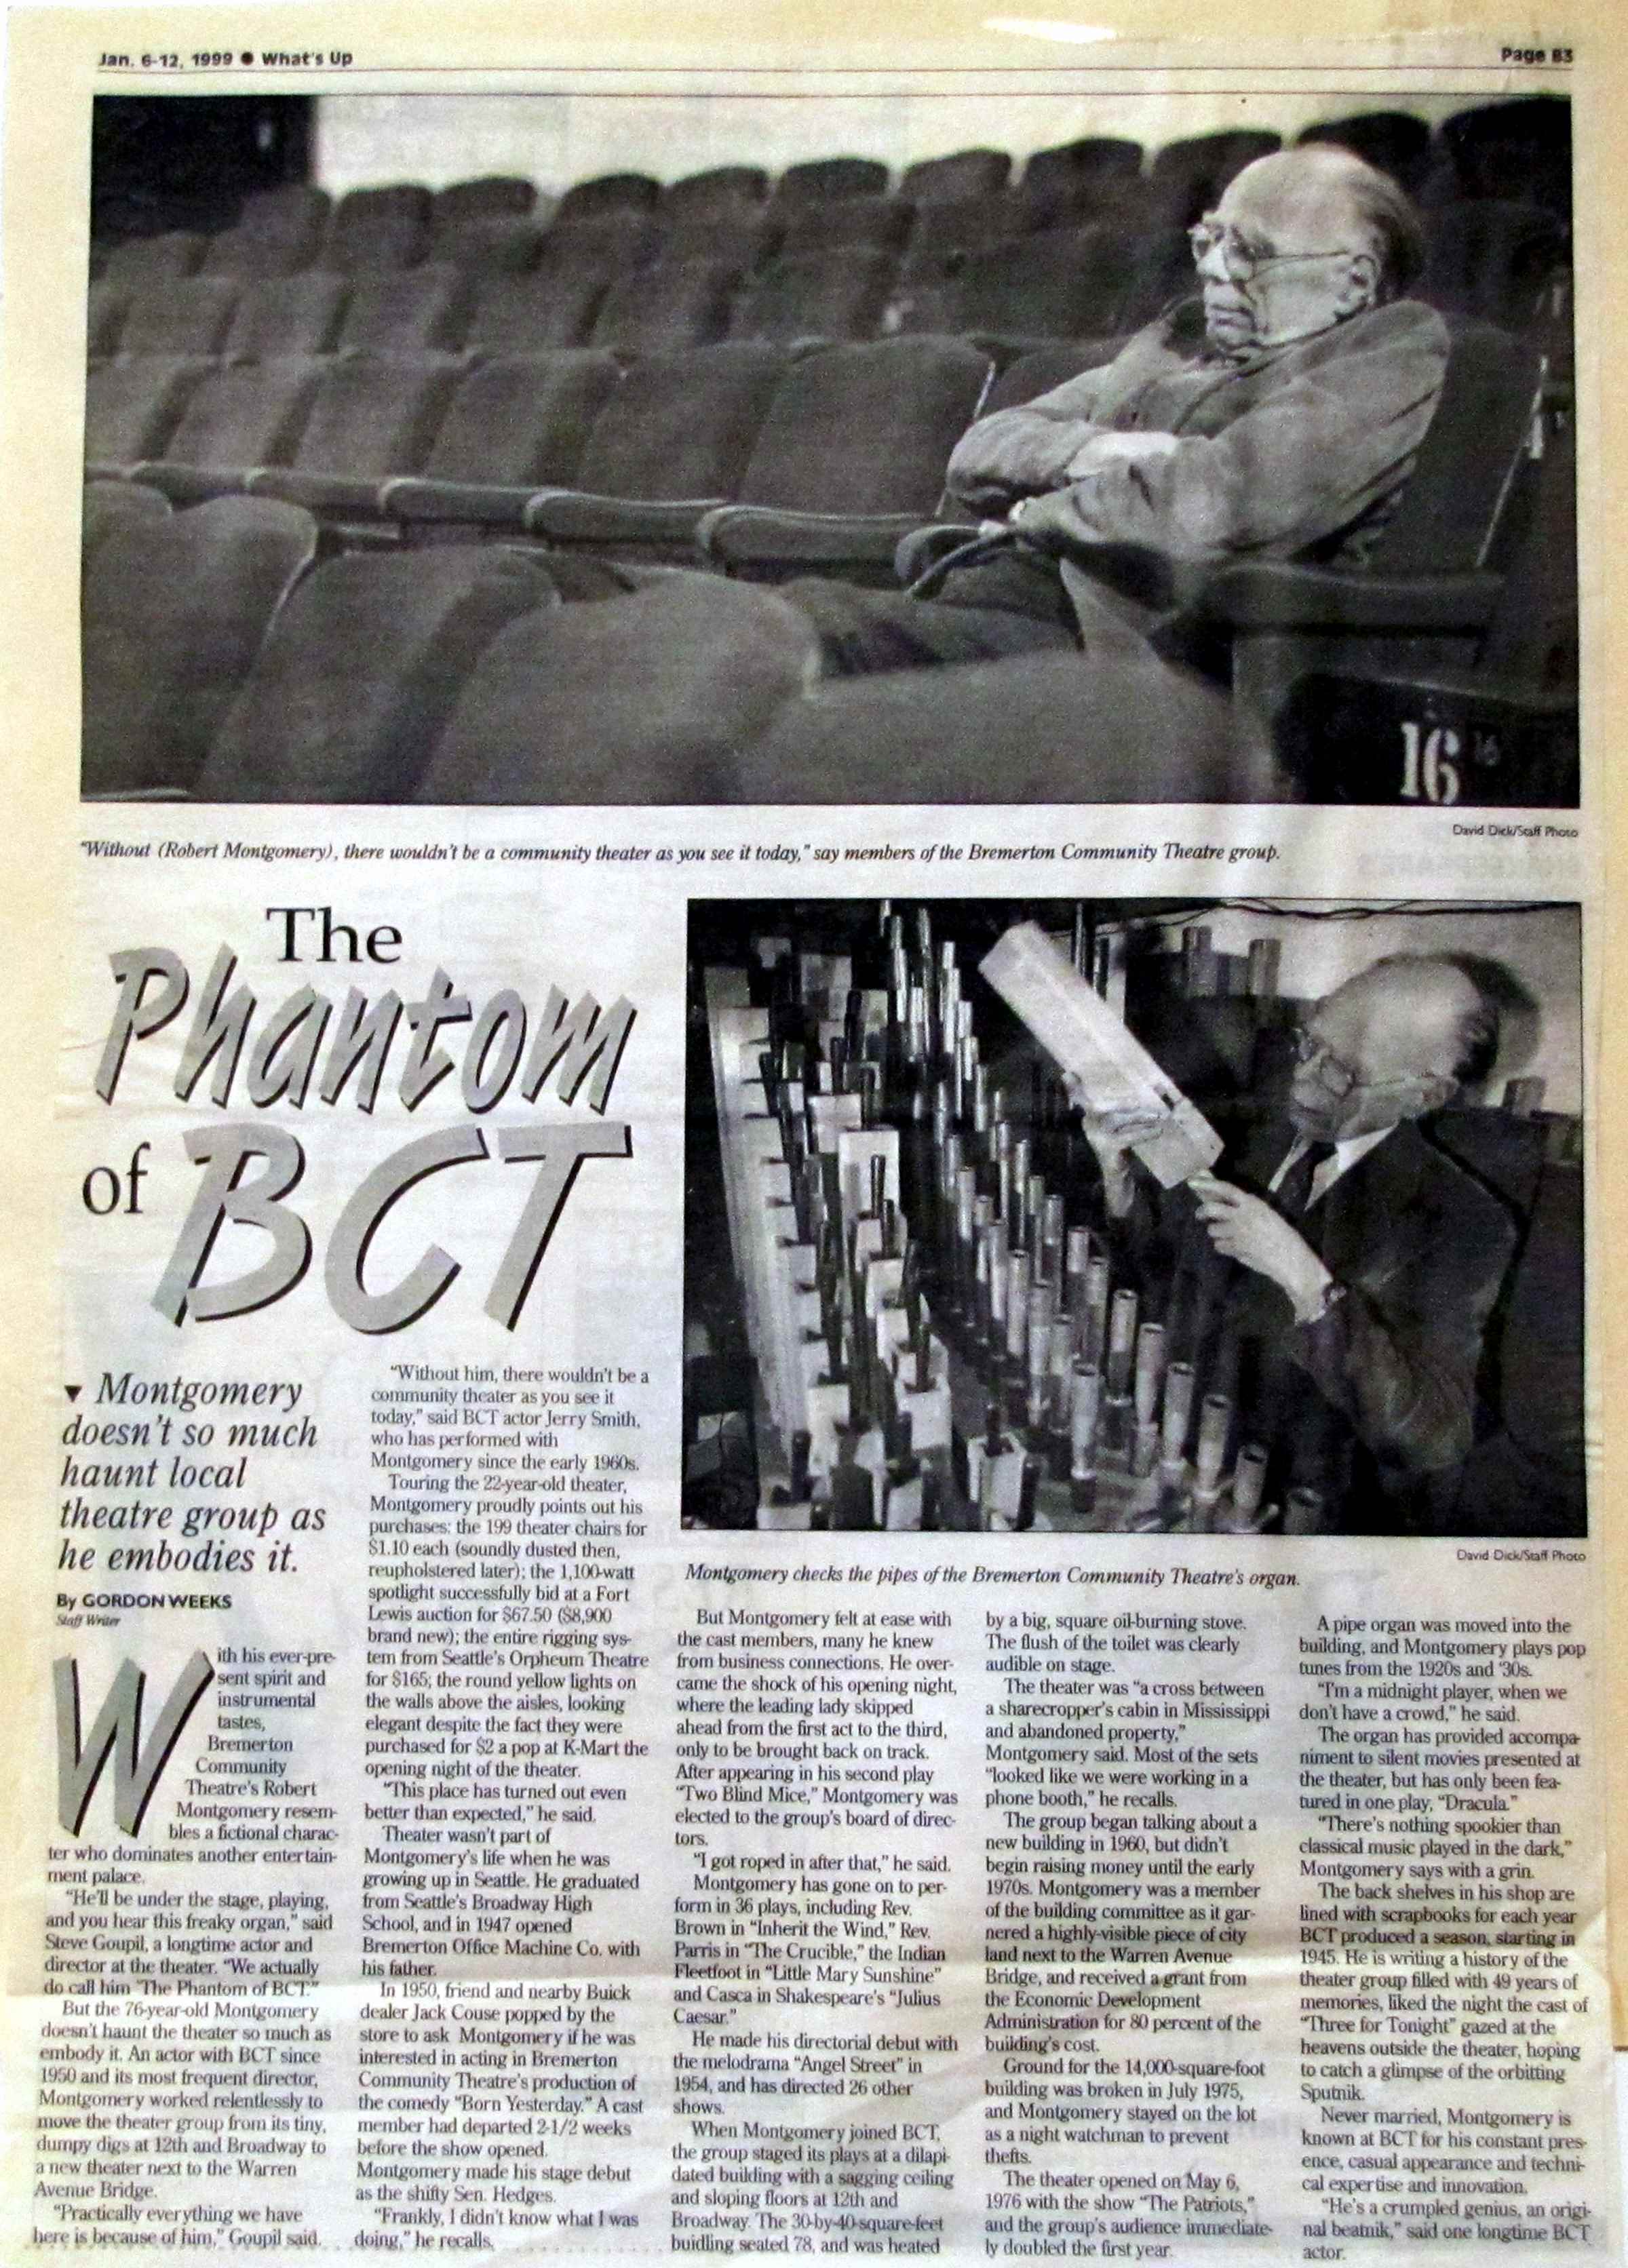 Jan. 6-12, 1999 ● What's Up
Page B3
16
16
David Dick/Staff Photo
"Without (Robert Montgomery), there wouldn't be a community theater as you see it today," say members of the Bremerton Community Theatre group.
The
Phantom
of BCT
▼ Montgomery
doesn't so much
haunt local
theatre group as
he embodies it.
By GORDON WEEKS
Staff Writer
With his ever-pre-
sent spirit and
instrumental
tastes,
Bremerton
Community
Theatre's Robert
Montgomery resem-
bles a fictional charac-
ter who dominates another entertain-
ment palace.
"He'll be under the stage, playing,
and you hear this freaky organ," said
Steve Goupil, a longtime actor and
director at the theater. "We actually
do call him 'The Phantom of BCT.'"
But the 76-year-old Montgomery
doesn't haunt the theater so much as
embody it. An actor with BCT since
1950 and its most frequent director,
Montgomery worked relentlessly to
move the theater group from its tiny,
dumpy digs at 12th and Broadway to
a new theater next to the Warren
Avenue Bridge.
"Practically everything we have
here is because of him," Goupil said.
"Without him, there wouldn't be a
community theater as you see it
today," said BCT actor Jerry Smith,
who has performed with
Montgomery since the early 1960s.
Touring the 22-year-old theater,
Montgomery proudly points out his
purchases: the 199 theater chairs for
$1.10 each (soundly dusted then,
reupholstered later); the 1,100-watt
spotlight successfully bid at a Fort
Lewis auction for $67.50 ($8,900
brand new); the entire rigging sys-
tem from Seattle's Orpheum Theatre
for $165; the round yellow lights on
the walls above the aisles, looking
elegant despite the fact they were
purchased for $2 a pop at K-Mart the
opening night of the theater.
"This place has turned out even
better than expected," he said.
Theater wasn't part of
Montgomery's life when he was
growing up in Seattle. He graduated
from Seattle's Broadway High
School, and in 1947 opened
Bremerton Office Machine Co. with
his father.
In 1950, friend and nearby Buick
dealer Jack Couse popped by the
store to ask Montgomery if he was
interested in acting in Bremerton
Community Theatre's production of
the comedy "Born Yesterday." A cast
member had departed 2-1/2 weeks
before the show opened.
Montgomery made his stage debut
as the shifty Sen. Hedges.
"Frankly, I didn't know what I was
doing," he recalls.
David Dick/Staff Photo
Montgomery checks the pipes of the Bremerton Community Theatre's organ.
But Montgomery felt at ease with
the cast members, many he knew
from business connections. He over-
came the shock of his opening night,
where the leading lady skipped
ahead from the first act to the third,
only to be brought back on track.
After appearing in his second play
"Two Blind Mice," Montgomery was
elected to the group's board of direc-
tors.
"I got roped in after that," he said.
Montgomery has gone on to per-
form in 36 plays, including Rev.
Brown in "Inherit the Wind," Rev.
Parris in "The Crucible," the Indian
Fleetfoot in "Little Mary Sunshine"
and Casca in Shakespeare's "Julius
Caesar."
He made his directorial debut with
the melodrama "Angel Street" in
1954, and has directed 26 other
shows.
When Montgomery joined BCT,
the group staged its plays at a dilapi-
dated building with a sagging ceiling
and sloping floors at 12th and
Broadway. The 30-by-40-square-feet
buidling seated 78, and was heated
by a big, square oil-burning stove.
The flush of the toilet was clearly
audible on stage.
The theater was "a cross between
a sharecropper's cabin in Mississippi
and abandoned property,"
Montgomery said. Most of the sets
"looked like we were working in a
phone booth," he recalls.
The group began talking about a
new building in 1960, but didn't
begin raising money until the early
1970s. Montgomery was a member
of the building committee as it gar-
nered a highly-visible piece of city
land next to the Warren Avenue
Bridge, and received a grant from
the Economic Development
Administration for 80 percent of the
building's cost.
Ground for the 14,000-square-foot
building was broken in July 1975,
and Montgomery stayed on the lot
as a night watchman to prevent
thefts.
The theater opened on May 6,
1976 with the show "The Patriots,"
and the group's audience immediate-
ly doubled the first year.
A pipe organ was moved into the
building, and Montgomery plays pop
tunes from the 1920s and '30s.
"I'm a midnight player, when we
don't have a crowd," he said.
The organ has provided accompa-
niment to silent movies presented at
the theater, but has only been fea-
tured in one play, "Dracula."
"There's nothing spookier than
classical music played in the dark,"
Montgomery says with a grin.
The back shelves in his shop are
lined with scrapbooks for each year
BCT produced a season, starting in
1945. He is writing a history of the
theater group filled with 49 years of
memories, liked the night the cast of
"Three for Tonight" gazed at the
heavens outside the theater, hoping
to catch a glimpse of the orbitting
Sputnik.
Never married, Montgomery is
known at BCT for his constant pres-
ence, casual appearance and techni-
cal expertise and innovation.
"He's a crumpled genius, an origi-
nal beatnik," said one longtime BCT
actor.